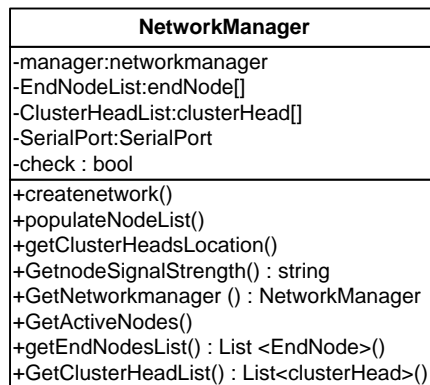 NetworkManager
-manager:networkmanager
-EndNodeList:endNode[]
-ClusterHeadList:clusterHead[]
-SerialPort:SerialPort
-check : bool
+createnetwork()
+populateNodeList()
+getClusterHeadsLocation()
+GetnodeSignalStrength() : string
+GetNetworkmanager () : NetworkManager
+GetActiveNodes()
+getEndNodesList() : List <EndNode>()
+GetClusterHeadList() : List<clusterHead>()